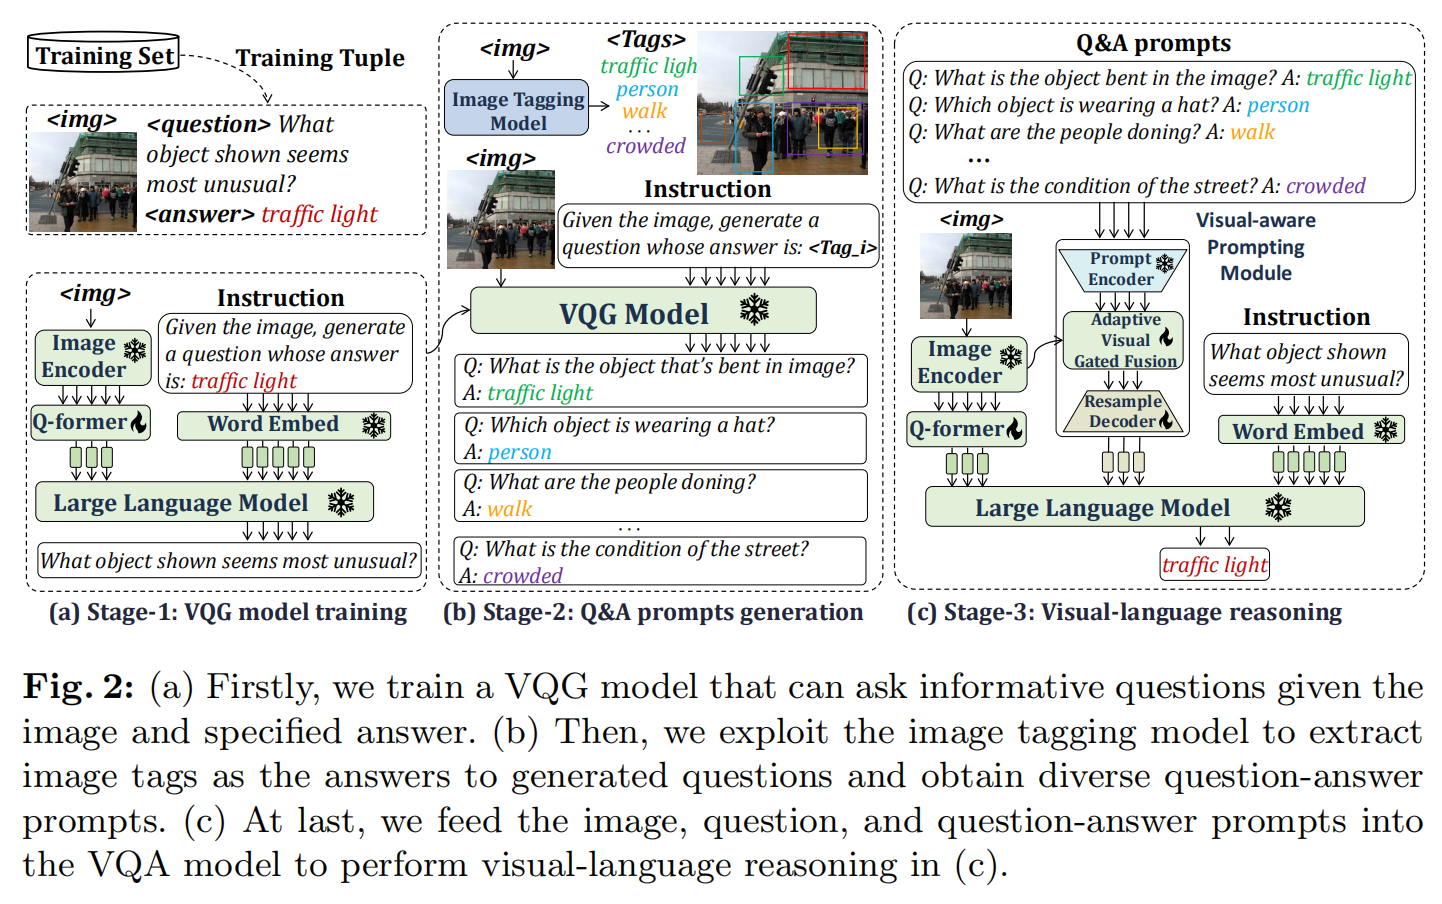 Training Set
Training Tuple
<img>
<question> What
object shown seems
most unusual?
<answer> traffic light
<img>
Instruction
Given the image, generate
a question whose answer
is: traffic light
Image
Encoder
Q-former
Word Embed
Large Language Model
What object shown seems most unusual?
(a) Stage-1: VQG model training
<img>
<Tags>
Image Tagging
Model
traffic ligh
person
walk
...
crowded
<img>
Instruction
Given the image, generate a
question whose answer is: <Tag_i>
VQG Model
Q: What is the object that's bent in image?
A: traffic light
Q: Which object is wearing a hat?
A: person
Q: What are the people doning?
A: walk
...
Q: What is the condition of the street?
A: crowded
(b) Stage-2: Q&A prompts generation
Q&A prompts
Q: What is the object bent in the image? A: traffic light
Q: Which object is wearing a hat? A: person
Q: What are the people doning? A: walk
...
Q: What is the condition of the street? A: crowded
<img>
Visual-aware
Prompting
Module
Prompt
Encoder
Adaptive
Visual
Gated Fusion
Resample
Decoder
Image
Encoder
Q-former
Instruction
What object shown
seems most unusual?
Word Embed
Large Language Model
traffic light
(c) Stage-3: Visual-language reasoning
Fig. 2: (a) Firstly, we train a VQG model that can ask informative questions given the
image and specified answer. (b) Then, we exploit the image tagging model to extract
image tags as the answers to generated questions and obtain diverse question-answer
prompts. (c) At last, we feed the image, question, and question-answer prompts into
the VQA model to perform visual-language reasoning in (c).